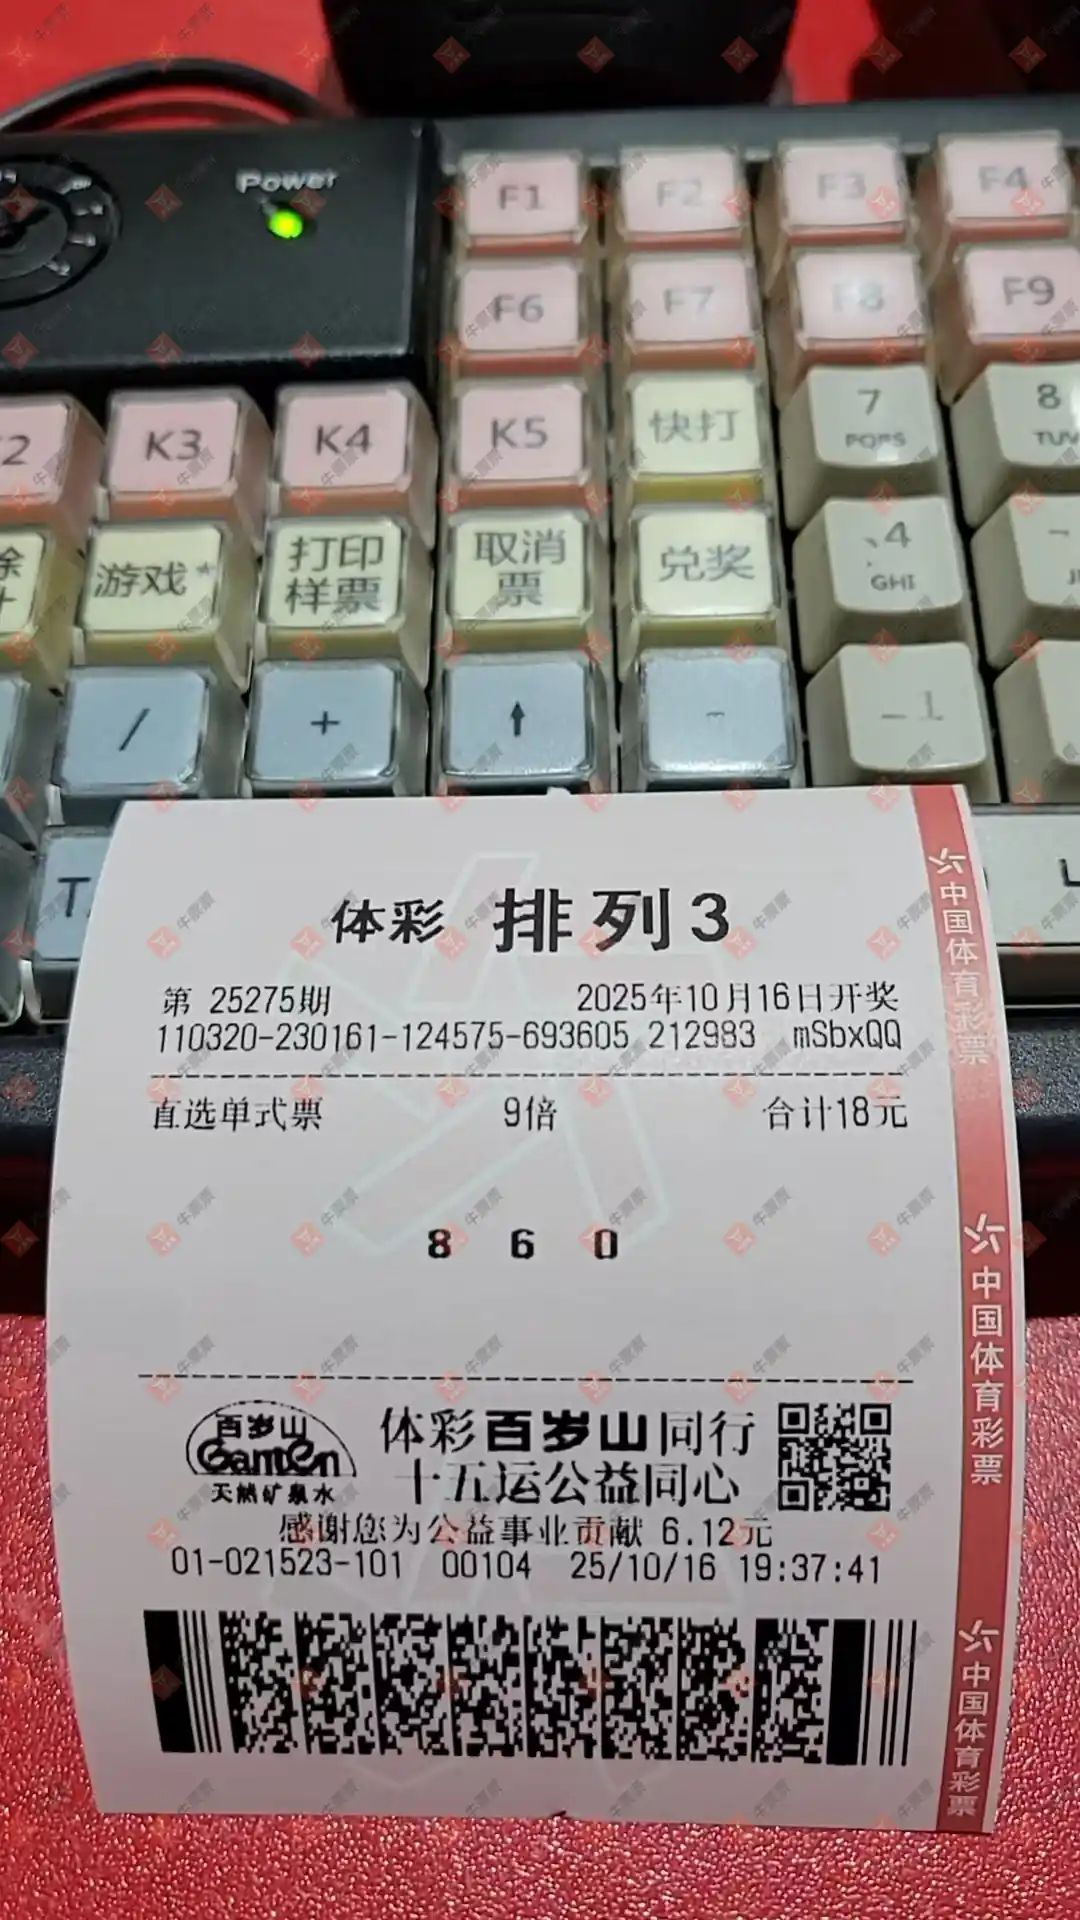 Power
F1 F2 F3 F4
F6 F7 F8 F9
K3 K4 K5 快打 7 8
PQRS TUV
游戏* 打印样票 取消票 兑奖 4
GHI
/ + ↑ - 1
体彩 排列3
第 25275期 2025年10月16日开奖
110320-230161-124575-693605 212983 mSbxQQ
直选单式票 9倍 合计18元
8 6 0
百岁山
Ganten
天然矿泉水
体彩百岁山同行
十五运公益同心
感谢您为公益事业贡献 6.12元
01-021523-101 00104 25/10/16 19:37:41
中国体育彩票
中国体育彩票
中国体育彩票
牛票票